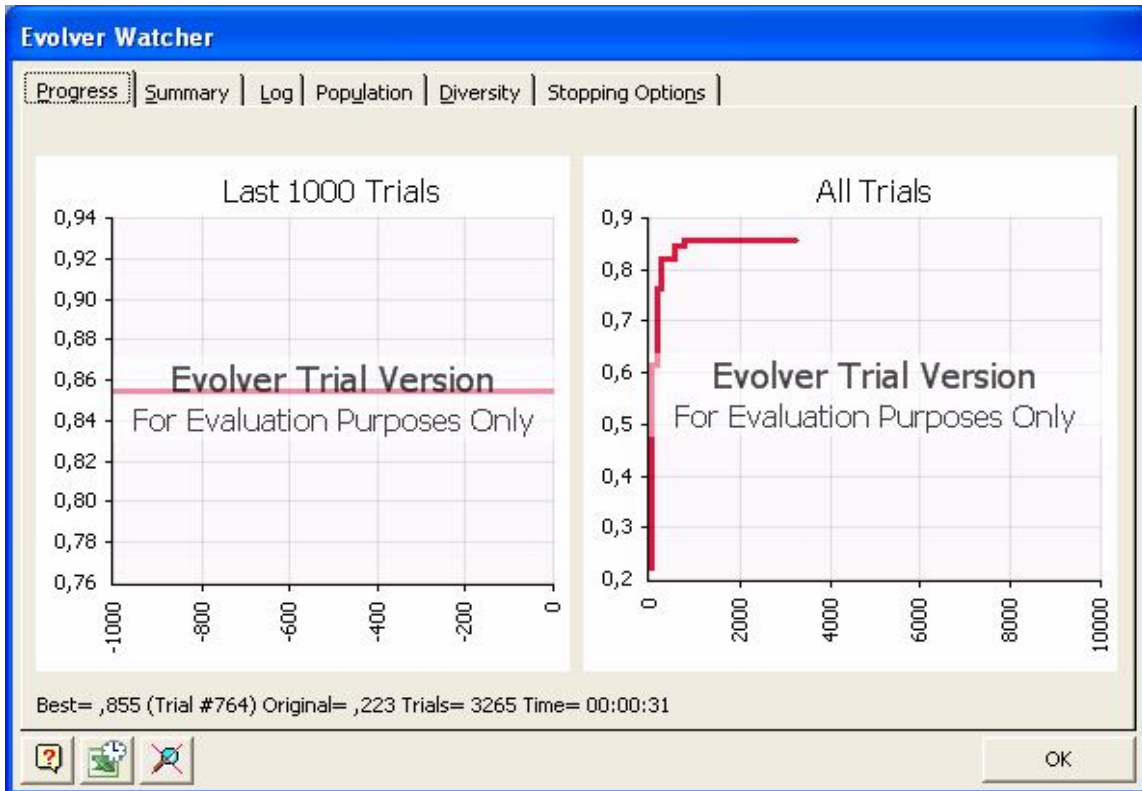 Evolver Watcher
Progress Summary Log Population Diversity Stopping Options
Last 1000 Trials
0,94
0,92
0,90
0,88
0,86
0,84
0,82
0,80
0,78
0,76
-1000 -800 -600 -400 -200 0
Evolver Trial Version
For Evaluation Purposes Only
All Trials
0,9
0,8
0,7
0,6
0,5
0,4
0,3
0,2
0 2000 4000 6000 8000 10000
Evolver Trial Version
For Evaluation Purposes Only
Best= ,855 (Trial #764) Original= ,223 Trials= 3265 Time= 00:00:31
OK